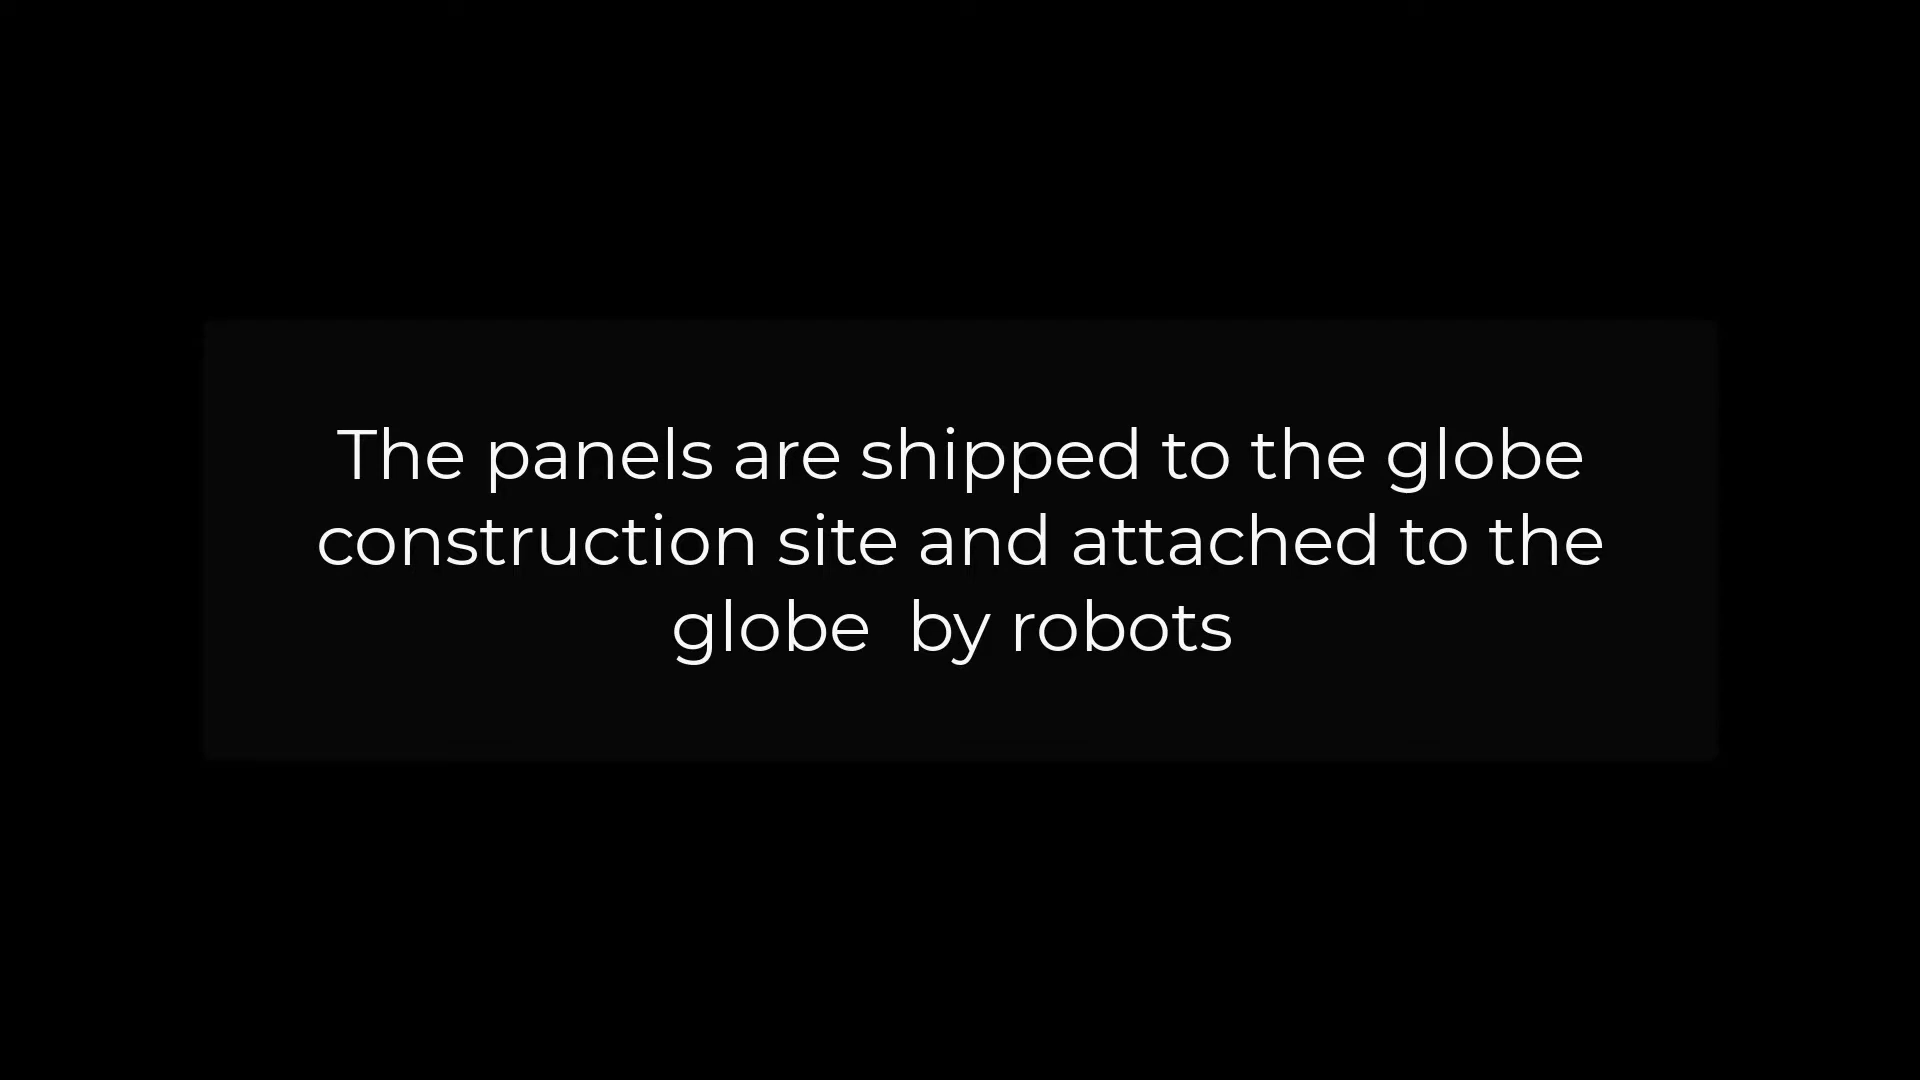 The panels are shipped to the globe
construction site and attached to the
globe  by robots